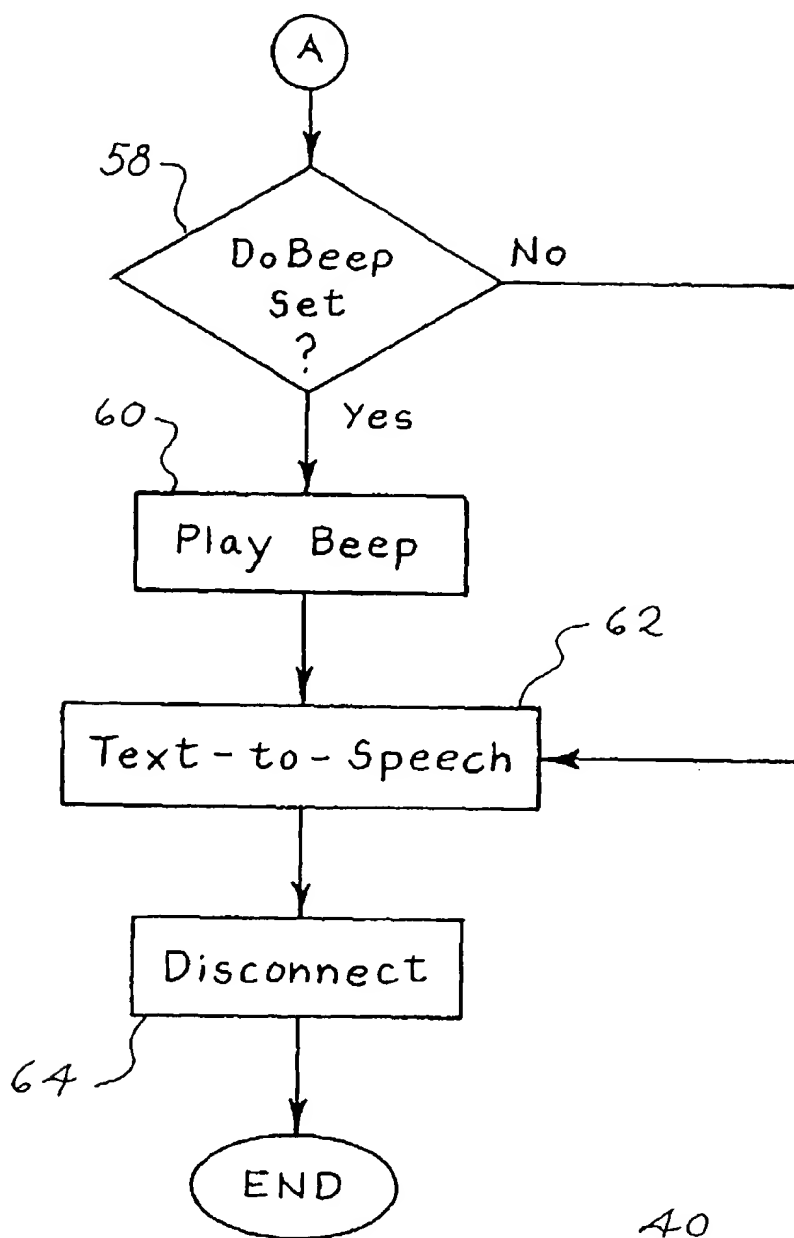 A
58
DoBeep
Set
?
No
Yes
60
Play Beep
62
Text-to-Speech
Disconnect
64
END
40